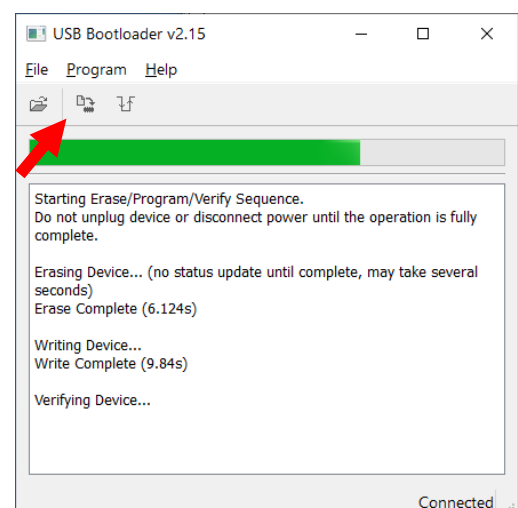 USB Bootloader v2.15
File Program Help
Starting Erase/Program/Verify Sequence.
Do not unplug device or disconnect power until the operation is fully
complete.
Erasing Device... (no status update until complete, may take several
seconds)
Erase Complete (6.124s)
Writing Device...
Write Complete (9.84s)
Verifying Device...
Connected